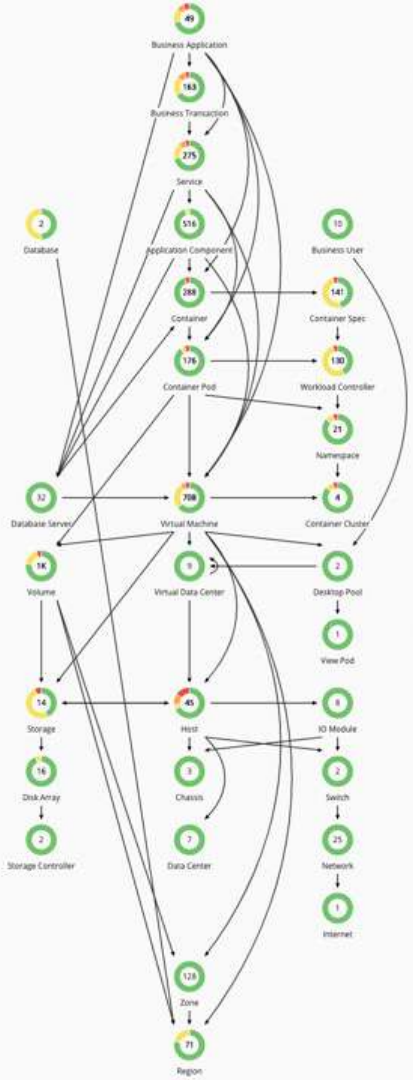 49
Business Application
163
Business Transaction
275
Service
2
Database
516
Application Component
10
Business User
288
Container
141
Container Spec
176
Container Pod
130
Workload Controller
21
Namespace
32
Database Server
708
Virtual Machine
4
Container Cluster
1K
Volume
9
Virtual Data Center
2
Desktop Pool
1
View Pod
14
Storage
45
Host
8
IO Module
16
Disk Array
3
Chassis
2
Switch
2
Storage Controller
7
Data Center
25
Network
1
Internet
128
Zone
71
Region